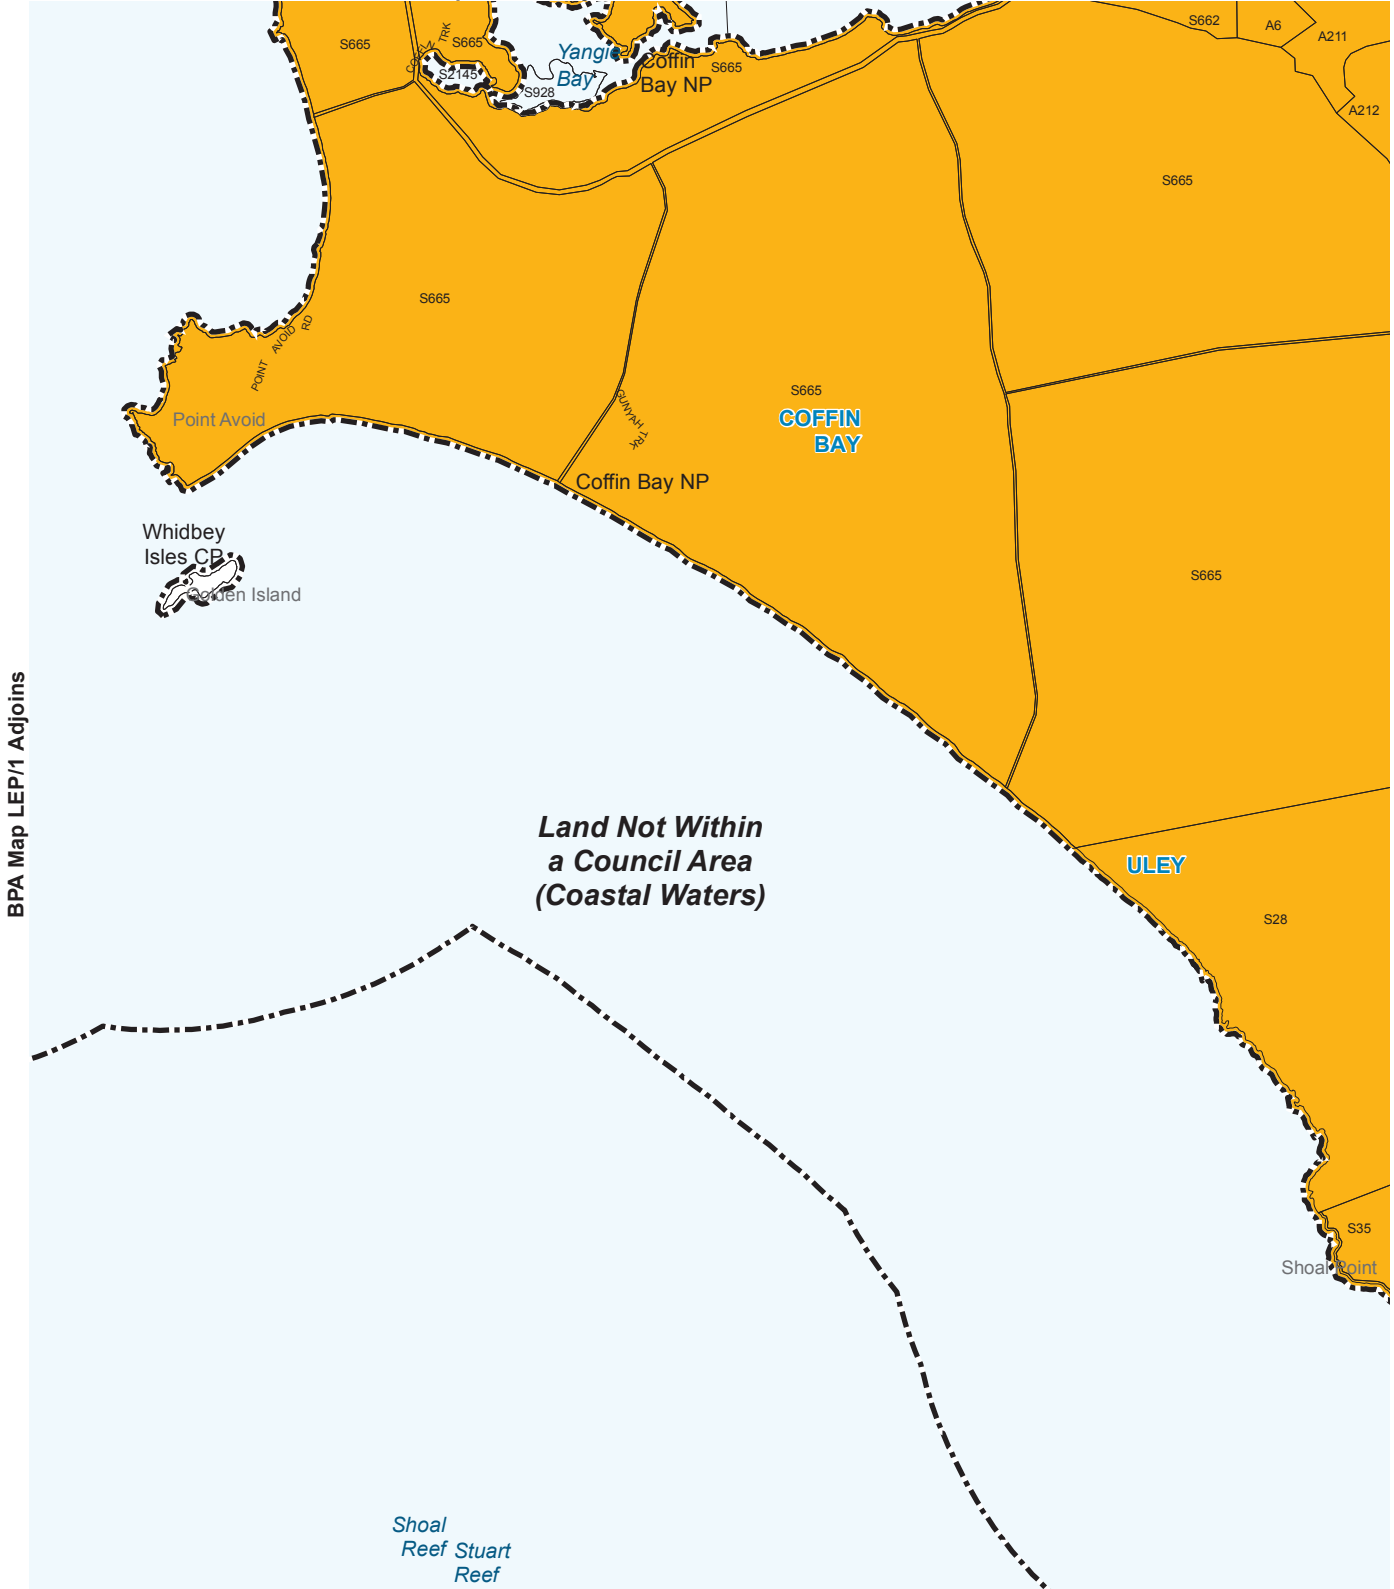 S665
COFFIN
TRK
S665
S2145
S928
Yangie
Bay
Coffin
Bay NP
S665
S662
A6
A211
A212
S665
S665
POINT
AVOID
RD
Point Avoid
S665
COFFIN
BAY
GUNYAH
TRK
Coffin Bay NP
Whidbey
Isles CP
Golden Island
S665
BPA Map LEP/1 Adjoins
Land Not Within
a Council Area
(Coastal Waters)
ULEY
S28
S35
Shoal Point
Shoal
Reef
Stuart
Reef